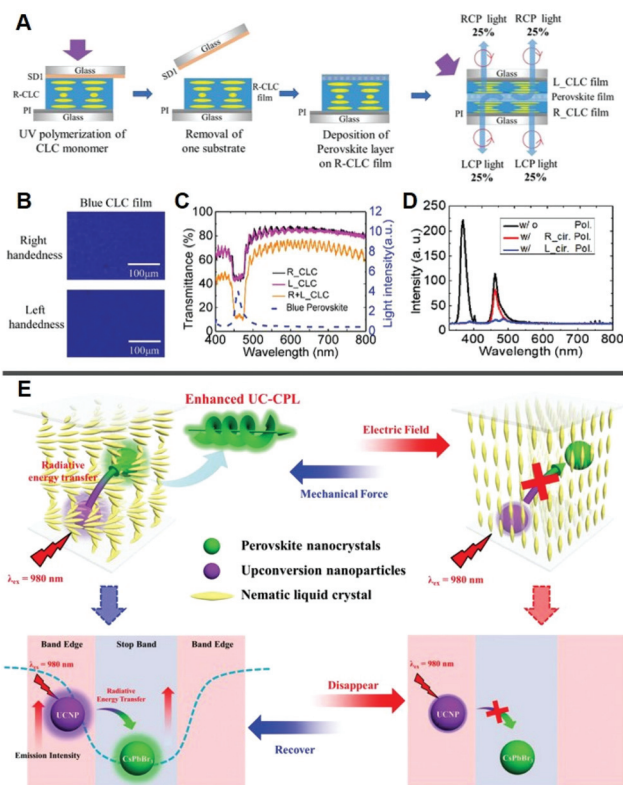 A
RCP light
25%
RCP light
25%
Glass
SD1
R-CLC
PI
Glass
UV polymerization of
CLC monomer
Glass
SD1
R-CLC
film
Glass
Removal of
one substrate
PI
Glass
Deposition of
Perovskite layer
on R-CLC film
Glass
L_CLC film
Perovskite film
R_CLC film
PI
Glass
LCP light
25%
LCP light
25%
B
Blue CLC film
Right
handedness
100μm
Left
handedness
100μm
C
Transmittance (%)
100
80
60
40
20
0
R_CLC
L_CLC
R+L_CLC
Blue Perovskite
12
10
8
6
4
2
0
Light intensity(a.u.)
400 500 600 700 800
Wavelength (nm)
D
Intensity (a. u.)
250
200
150
100
50
0
w/ o Pol.
w/ R_cir. Pol.
w/ L_cir. Pol.
400 500 600 700 800
Wavelength (nm)
E
Enhanced UC-CPL
Radiative
energy transfer
λex = 980 nm
Electric Field
Mechanical Force
Perovskite nanocrystals
Upconversion nanoparticles
Nematic liquid crystal
λex = 980 nm
Band Edge Stop Band Band Edge
λex = 980 nm
UCNP
Radiative
Energy Transfer
Emission Intensity
CsPbBr3
Disappear
Recover
λex = 980 nm
UCNP
CsPbBr3